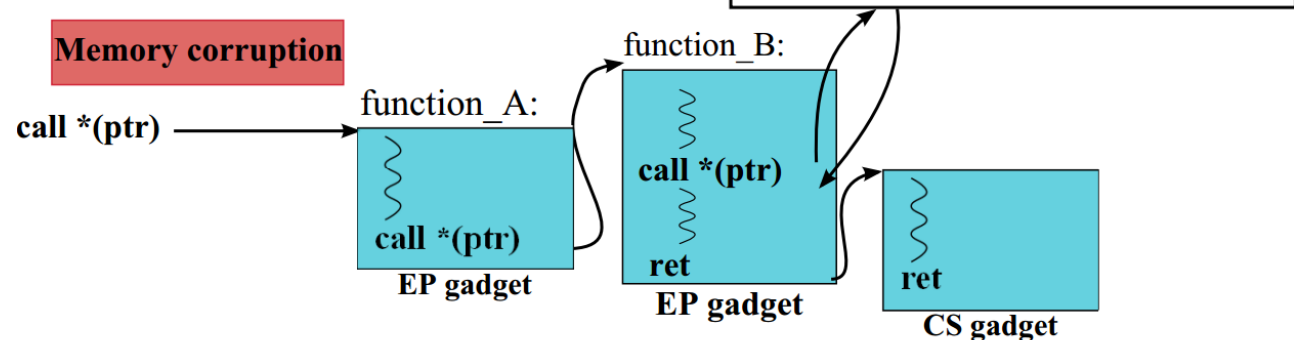 Memory corruption
call *(ptr)
function_A:
call *(ptr)
EP gadget
function_B:
call *(ptr)
ret
EP gadget
ret
CS gadget